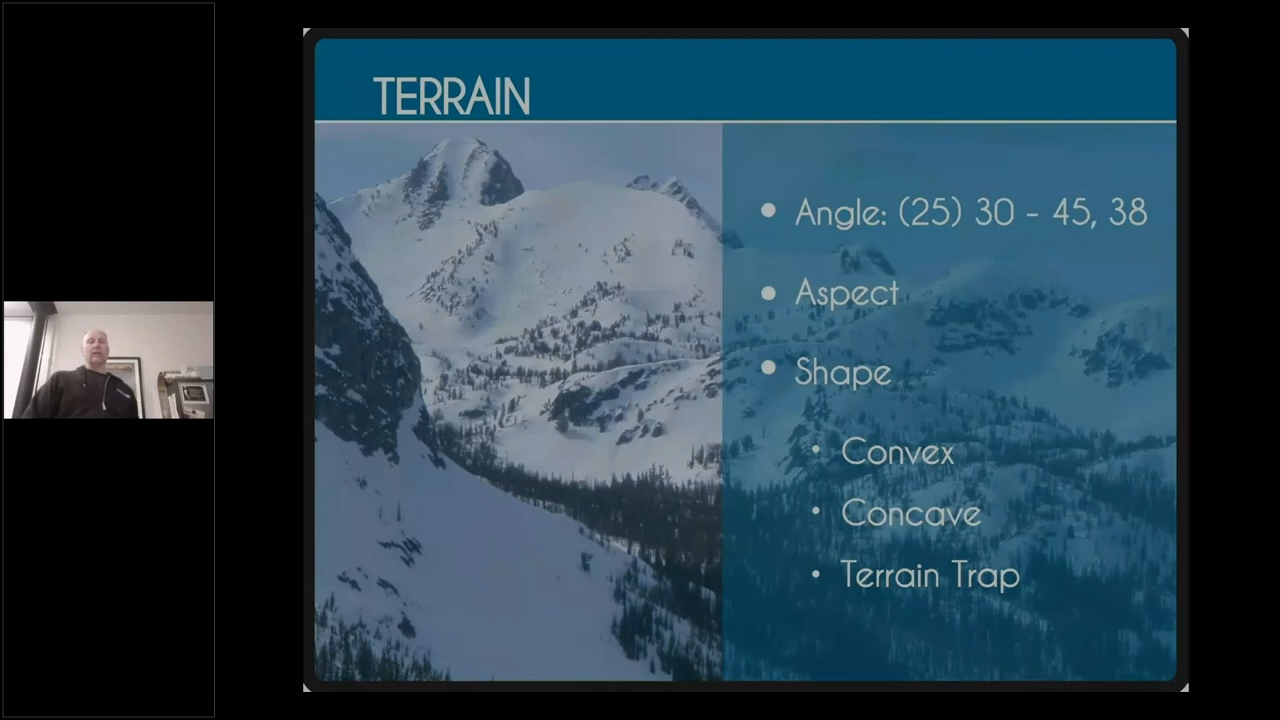 TERRAIN
Angle: (25) 30 - 45, 38
Aspect
Shape
Convex
Concave
Terrain Trap